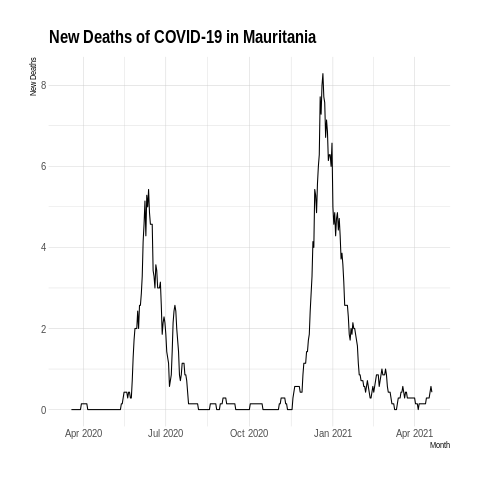 New Deaths of COVID-19 in Mauritania
New Deaths
8
6
4
2
0
Apr 2020 Jul 2020 Oct 2020 Jan 2021 Apr 2021
Month